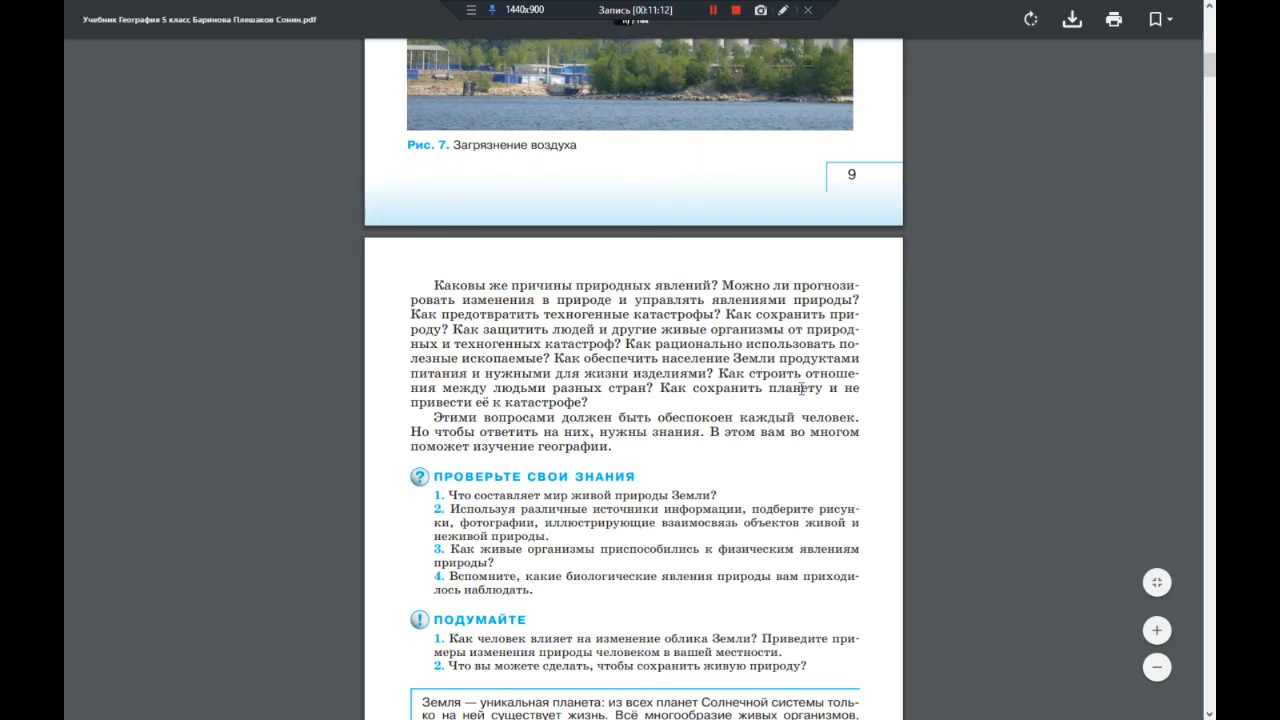 Учебник География 5 класс Баринова Плешаков Сонин.pdf
1440x900
Запись [00:11:12]
Рис. 7. Загрязнение воздуха
9
Каковы же причины природных явлений? Можно ли прогнози-
ровать изменения в природе и управлять явлениями природы?
Как предотвратить техногенные катастрофы? Как сохранить при-
роду? Как защитить людей и другие живые организмы от природ-
ных и техногенных катастроф? Как рационально использовать по-
лезные ископаемые? Как обеспечить население Земли продуктами
питания и нужными для жизни изделиями? Как строить отноше-
ния между людьми разных стран? Как сохранить планету и не
привести её к катастрофе?
Этими вопросами должен быть обеспокоен каждый человек.
Но чтобы ответить на них, нужны знания. В этом вам во многом
поможет изучение географии.
? ПРОВЕРЬТЕ СВОИ ЗНАНИЯ
1. Что составляет мир живой природы Земли?
2. Используя различные источники информации, подберите рисун-
ки, фотографии, иллюстрирующие взаимосвязь объектов живой и
неживой природы.
3. Как живые организмы приспособились к физическим явлениям
природы?
4. Вспомните, какие биологические явления природы вам приходи-
лось наблюдать.
! ПОДУМАЙТЕ
1. Как человек влияет на изменение облика Земли? Приведите при-
меры изменения природы человеком в вашей местности.
2. Что вы можете сделать, чтобы сохранить живую природу?
Земля — уникальная планета: из всех планет Солнечной системы толь-
ко на ней существует жизнь. Всё многообразие живых организмов,